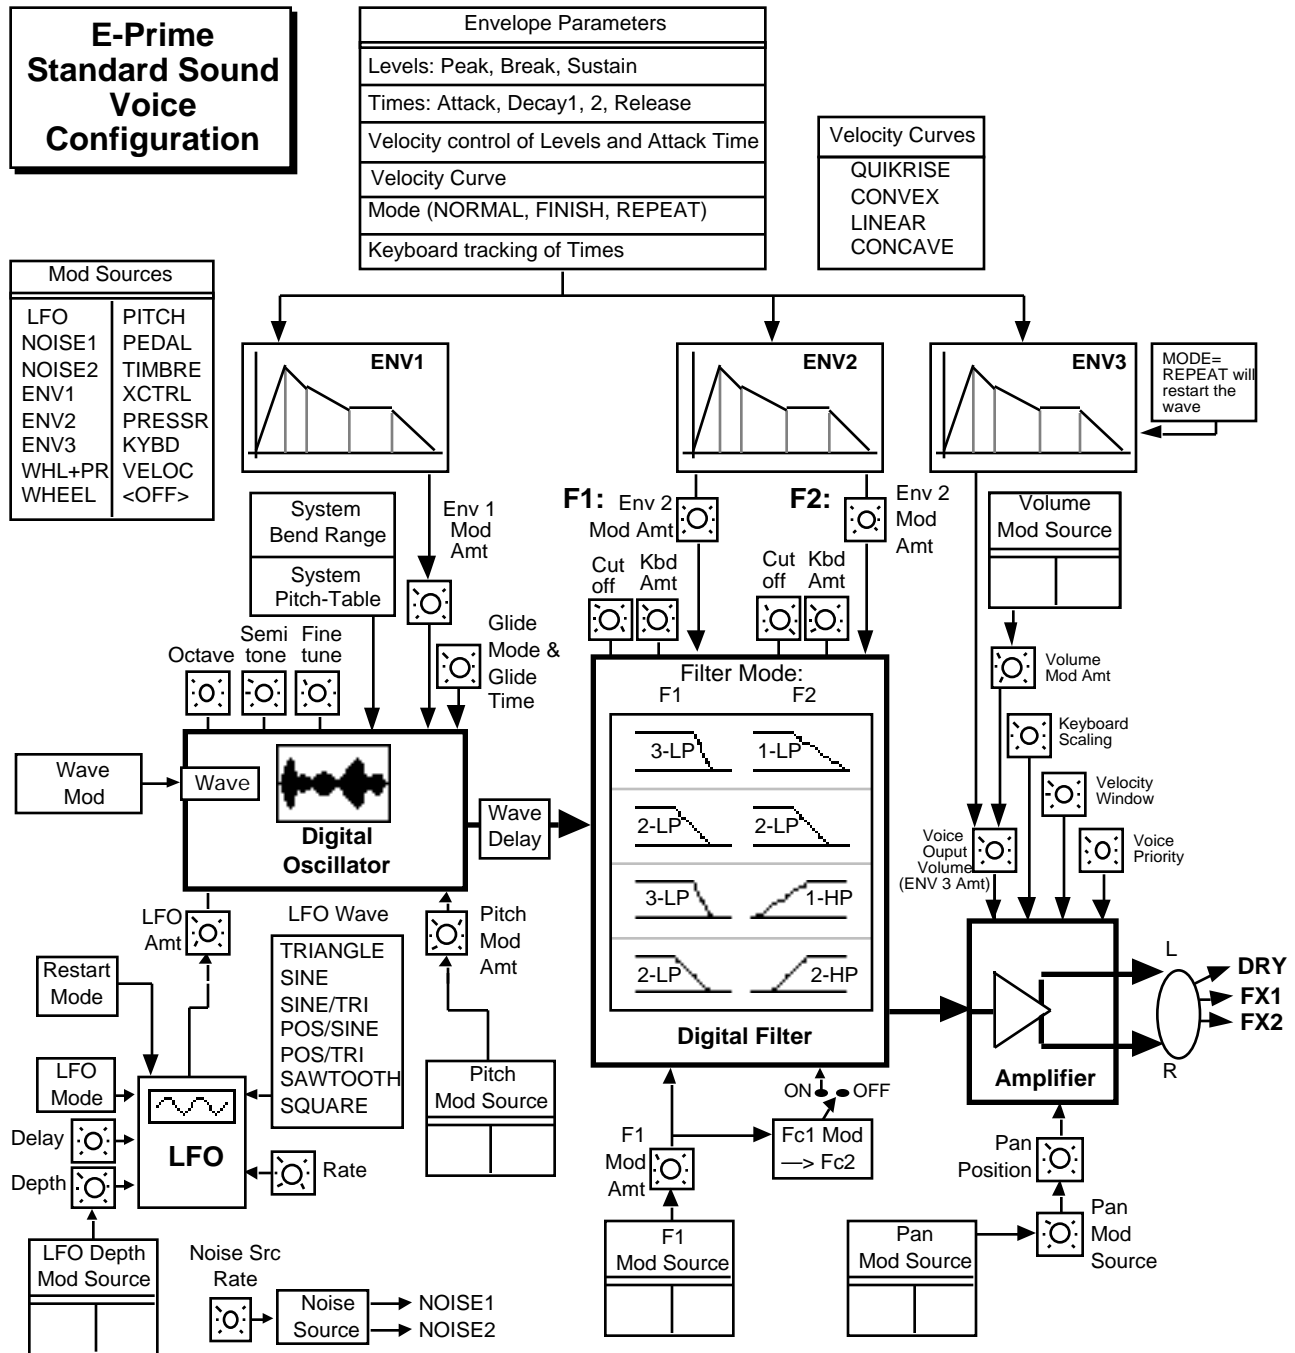 E-Prime
Standard Sound
Voice
Configuration
Envelope Parameters
Levels: Peak, Break, Sustain
Times: Attack, Decay1, 2, Release
Velocity control of Levels and Attack Time
Velocity Curve
Mode (NORMAL, FINISH, REPEAT)
Keyboard tracking of Times
Velocity Curves
QUIKRISE
CONVEX
LINEAR
CONCAVE
Mod Sources
LFO PITCH
NOISE1 PEDAL
NOISE2 TIMBRE
ENV1 XCTRL
ENV2 PRESSR
ENV3 KYBD
WHL+PR VELOC
WHEEL <OFF>
ENV1
ENV2
ENV3
MODE=
REPEAT will
restart the
wave
System
Bend Range
System
Pitch-Table
Env 1
Mod
Amt
F1:
Env 2
Mod Amt
F2:
Env 2
Mod
Amt
Volume
Mod Source
Cut
off
Kbd
Amt
Cut
off
Kbd
Amt
Octave
Semi
tone
Fine
tune
Glide
Mode &
Glide
Time
Volume
Mod Amt
Keyboard
Scaling
Velocity
Window
Voice
Priority
Voice
Ouput
Volume
(ENV 3 Amt)
Filter Mode:
F1 F2
3-LP 1-LP
2-LP 2-LP
3-LP 1-HP
2-LP 2-HP
Digital Filter
Wave
Mod
Wave
Digital
Oscillator
Wave
Delay
LFO
Amt
LFO Wave
TRIANGLE
SINE
SINE/TRI
POS/SINE
POS/TRI
SAWTOOTH
SQUARE
Pitch
Mod
Amt
Pitch
Mod Source
Restart
Mode
LFO
Mode
Delay
Depth
LFO
Rate
LFO Depth
Mod Source
Noise Src
Rate
Noise
Source
NOISE1
NOISE2
ON OFF
Fc1 Mod
—> Fc2
F1
Mod
Amt
F1
Mod Source
Amplifier
L
R
DRY
FX1
FX2
Pan
Position
Pan
Mod Source
Pan
Mod
Source